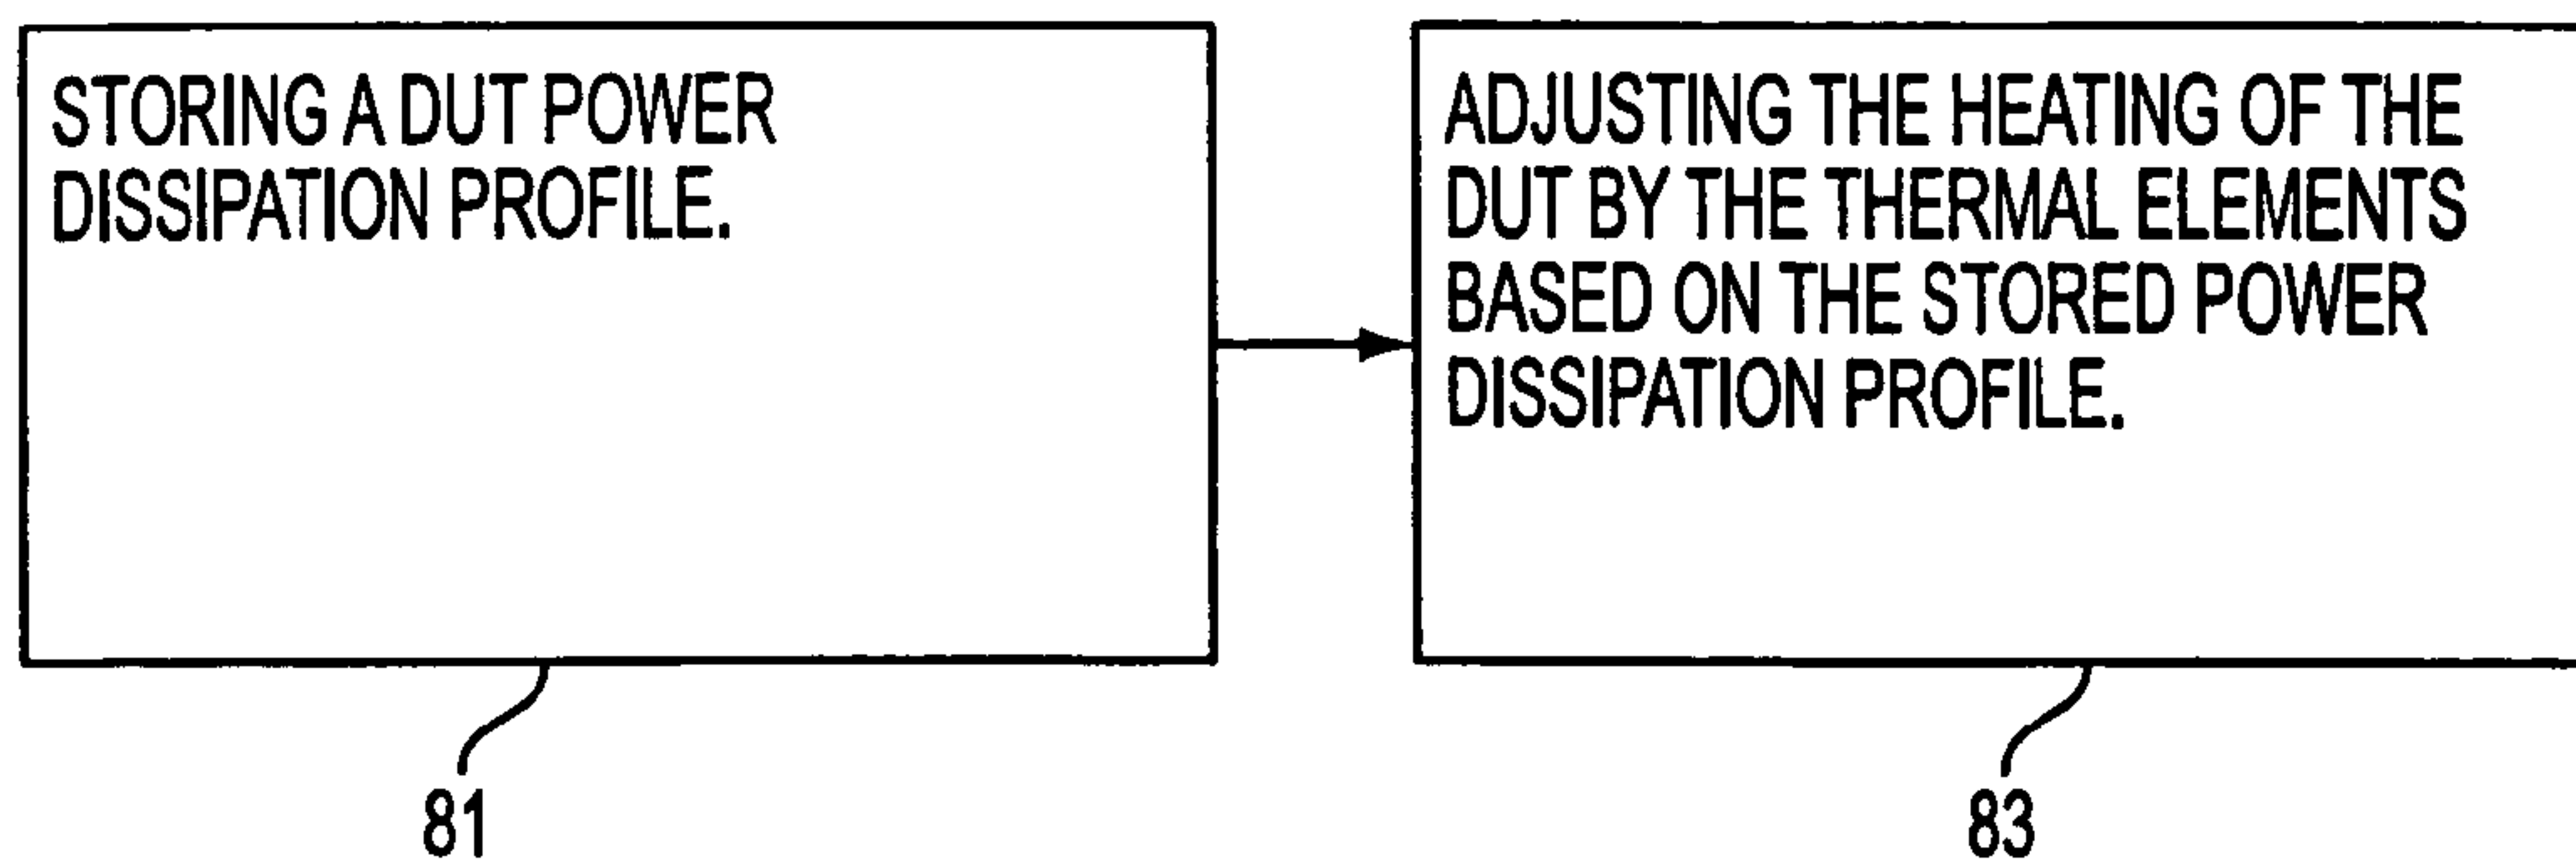 STORING A DUT POWER
DISSIPATION PROFILE.
ADJUSTING THE HEATING OF THE
DUT BY THE THERMAL ELEMENTS
BASED ON THE STORED POWER
DISSIPATION PROFILE.
81
83